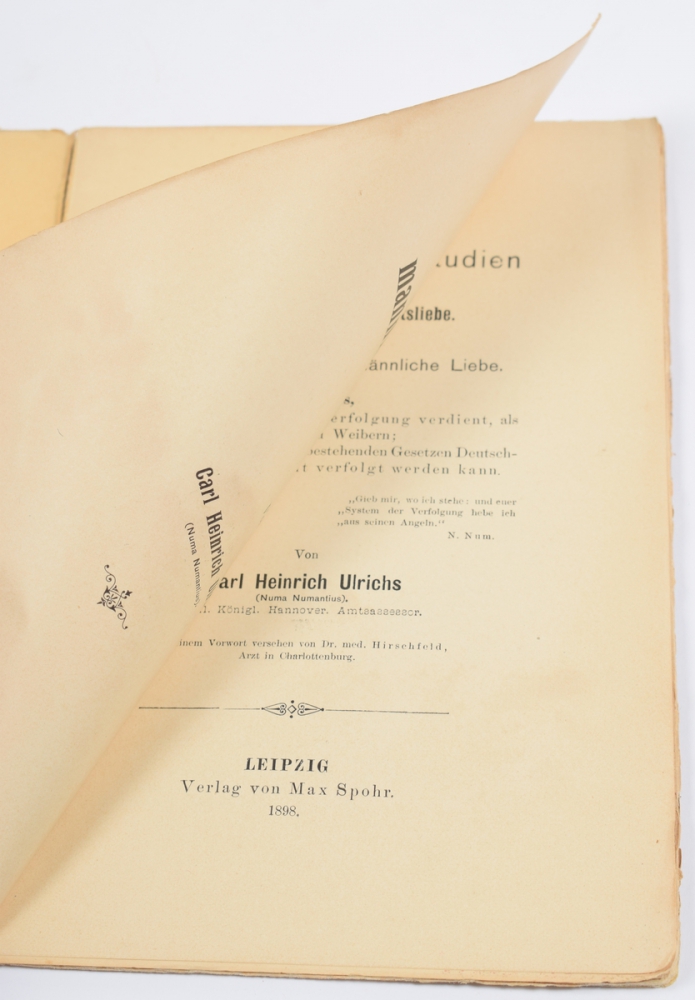 udien
sliebe.
ännliche Liebe.
s,
erfolgung verdient, als
Weibern;
bestehenden Gesetzen Deutsch-
t verfolgt werden kann.
„Gieb mir, wo ich stehe: und euer
„System der Verfolgung hebe ich
„aus seinen Angeln.“
N. Num.
Von
arl Heinrich Ulrichs
(Numa Numantius).
Königl. Hannover. Amtsassessor.
inem Vorwort versehen von Dr. med. Hirschfeld,
Arzt in Charlottenburg.
LEIPZIG
Verlag von Max Spohr.
1898.
Carl Heinrich
(Numa Numantius